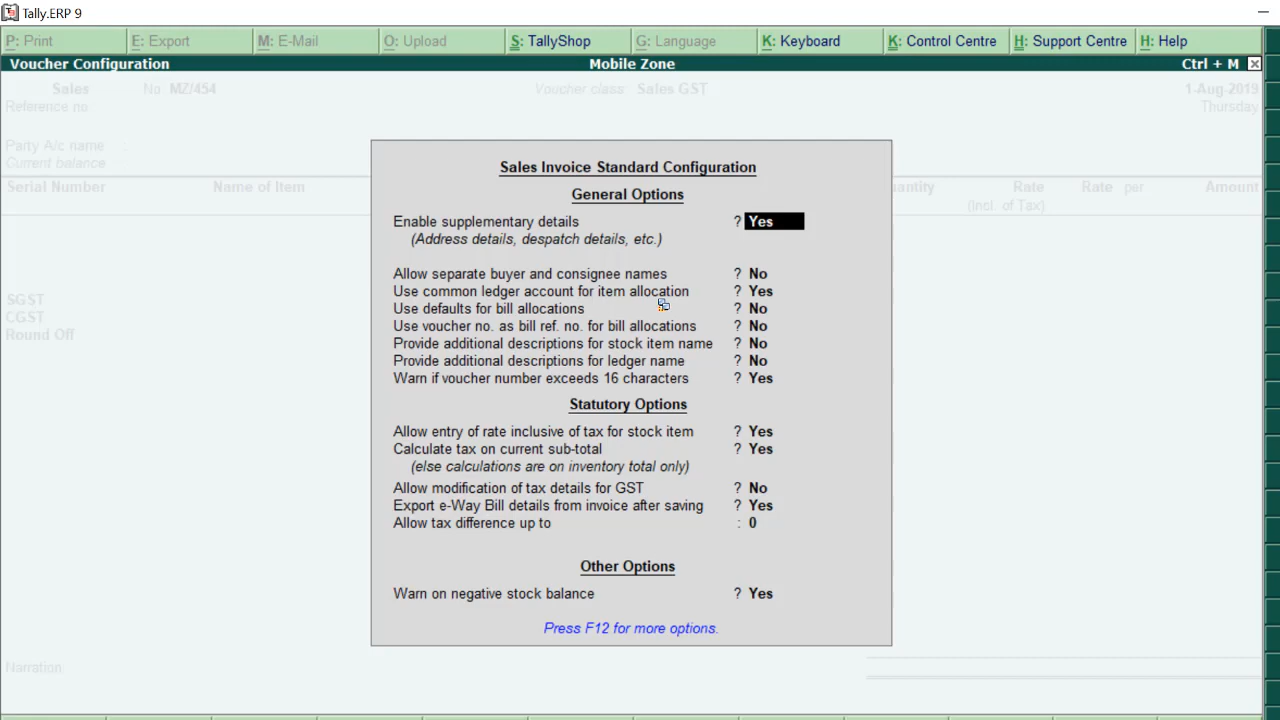 Tally.ERP 9
P: Print E: Export M: E-Mail O: Upload S: TallyShop G: Language K: Keyboard K: Control Centre H: Support Centre H: Help
Voucher Configuration Mobile Zone Ctrl + M
Sales No. MZ/454 Voucher class: Sales GST 1-Aug-2019
Reference no. Thursday
Party A/c name :
Current balance :
Serial Number Name of Item antity Rate Rate per Amount
(Incl. of Tax)
SGST
CGST
Round Off
Sales Invoice Standard Configuration
General Options
Enable supplementary details ? Yes
(Address details, despatch details, etc.)
Allow separate buyer and consignee names ? No
Use common ledger account for item allocation ? Yes
Use defaults for bill allocations ? No
Use voucher no. as bill ref. no. for bill allocations ? No
Provide additional descriptions for stock item name ? No
Provide additional descriptions for ledger name ? No
Warn if voucher number exceeds 16 characters ? Yes
Statutory Options
Allow entry of rate inclusive of tax for stock item ? Yes
Calculate tax on current sub-total ? Yes
(else calculations are on inventory total only)
Allow modification of tax details for GST ? No
Export e-Way Bill details from invoice after saving ? Yes
Allow tax difference up to : 0
Other Options
Warn on negative stock balance ? Yes
Press F12 for more options.
Narration: